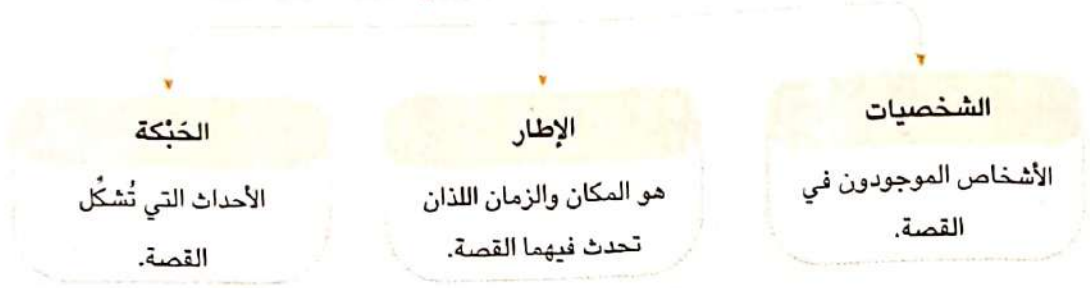 الشخصيات
الأشخاص الموجودون في
القصة.
الإطار
هو المكان والزمان اللذان
تحدث فيهما القصة.
الحَبْكة
الأحداث التي تُشكِّل
القصة.